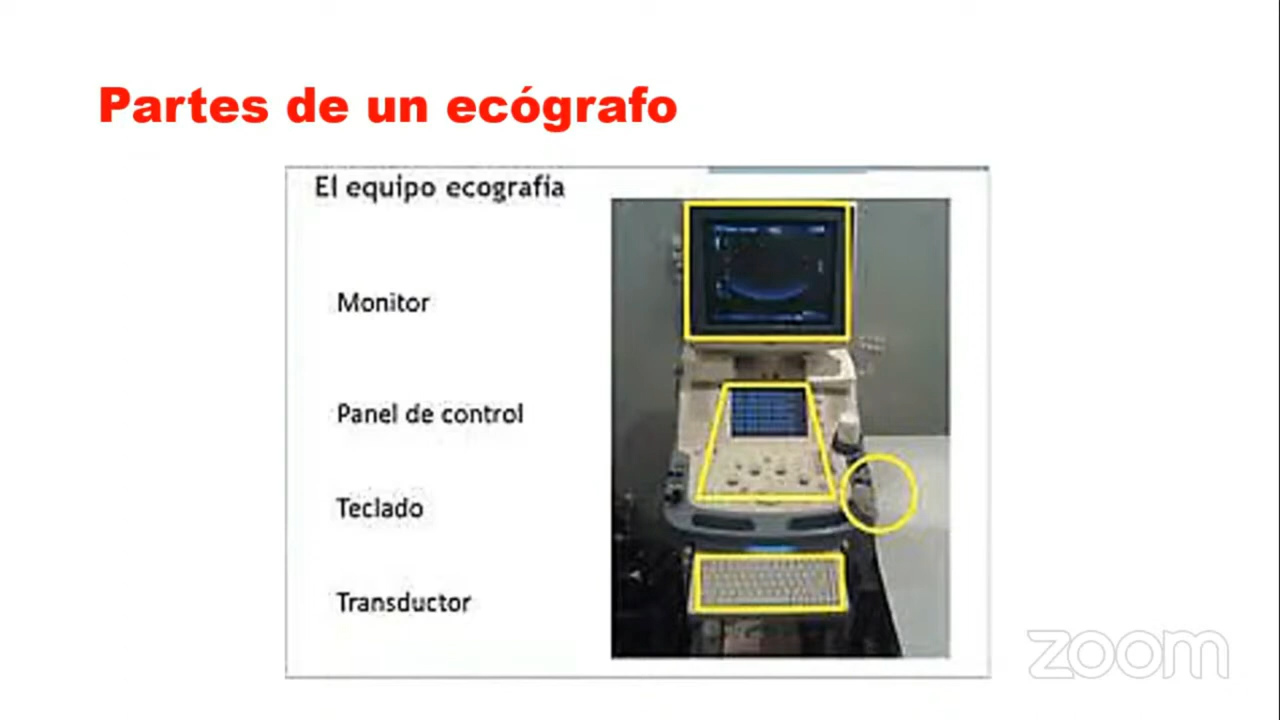 Partes de un ecógrafo
El equipo ecografía
Monitor
Panel de control
Teclado
Transductor
zoom